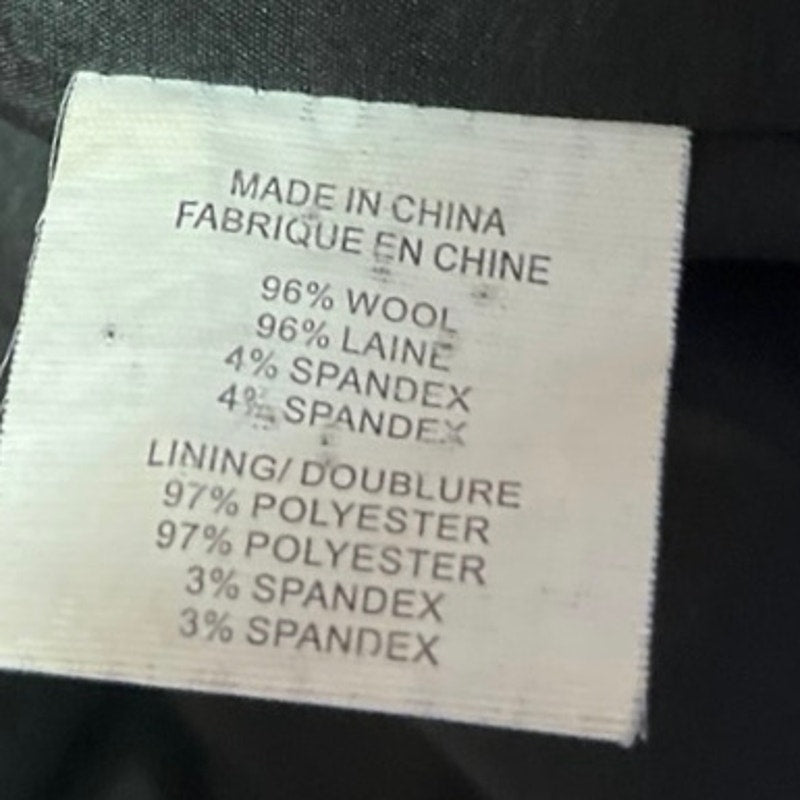 MADE IN CHINA
FABRIQUE EN CHINE
96% WOOL
96% LAINE
4% SPANDEX
4% SPANDEX
LINING/ DOUBLURE
97% POLYESTER
97% POLYESTER
3% SPANDEX
3% SPANDEX